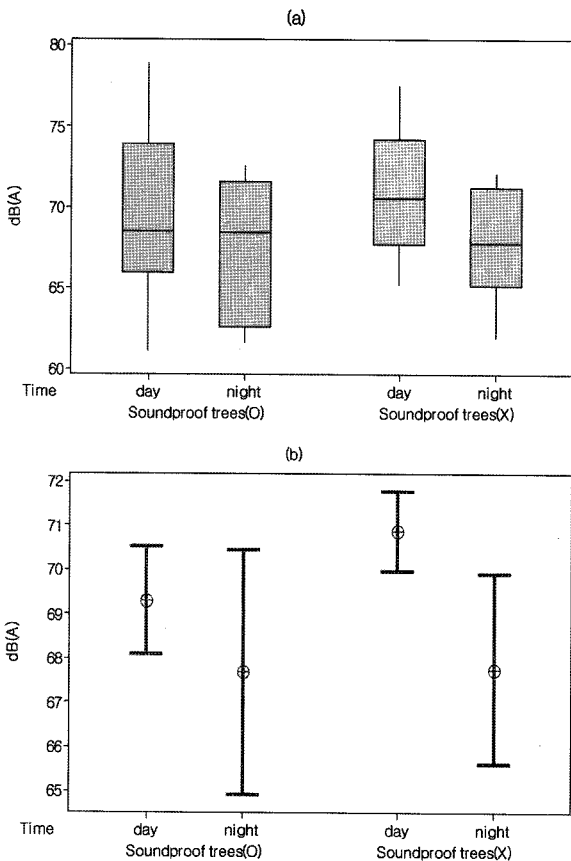 (a)
80
75
70
65
60
dB(A)
Time day night day night
Soundproof trees(O) Soundproof trees(X)
(b)
72
71
70
69
68
67
66
65
dB(A)
Time day night day night
Soundproof trees(O) Soundproof trees(X)